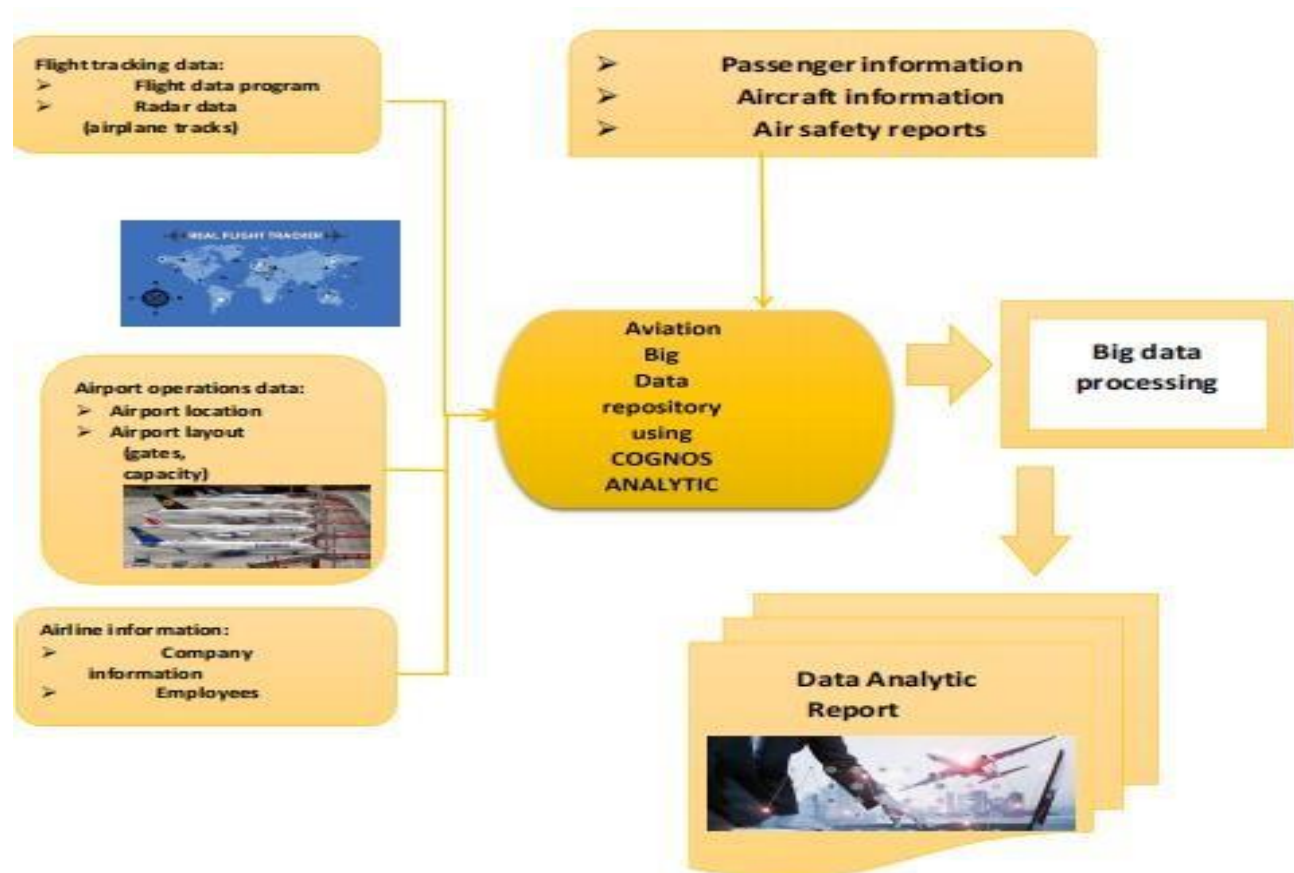 Flight tracking data:
➢ Flight data program
➢ Radar data
(airplane tracks)
➢ Passenger information
➢ Aircraft information
➢ Air safety reports
REAL FLIGHT TRACKER
Airport operations data:
➢ Airport location
➢ Airport layout
(gates,
capacity)
Airline information:
➢ Company
information
➢ Employees
Aviation
Big
Data
repository
using
COGNOS
ANALYTIC
Big data
processing
Data Analytic
Report